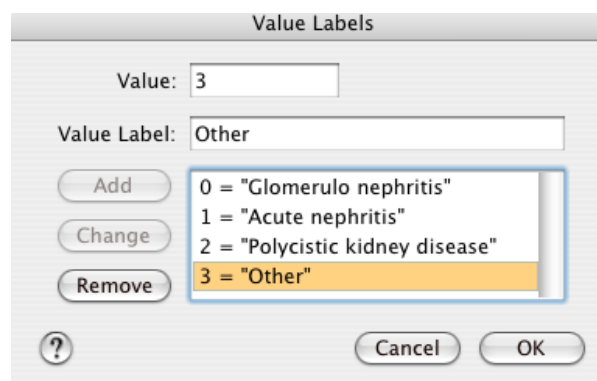 Value Labels
Value: 3
Value Label: Other
Add
0 = "Glomerulo nephritis"
1 = "Acute nephritis"
Change
2 = "Polycistic kidney disease"
Remove
3 = "Other"
?
Cancel
OK